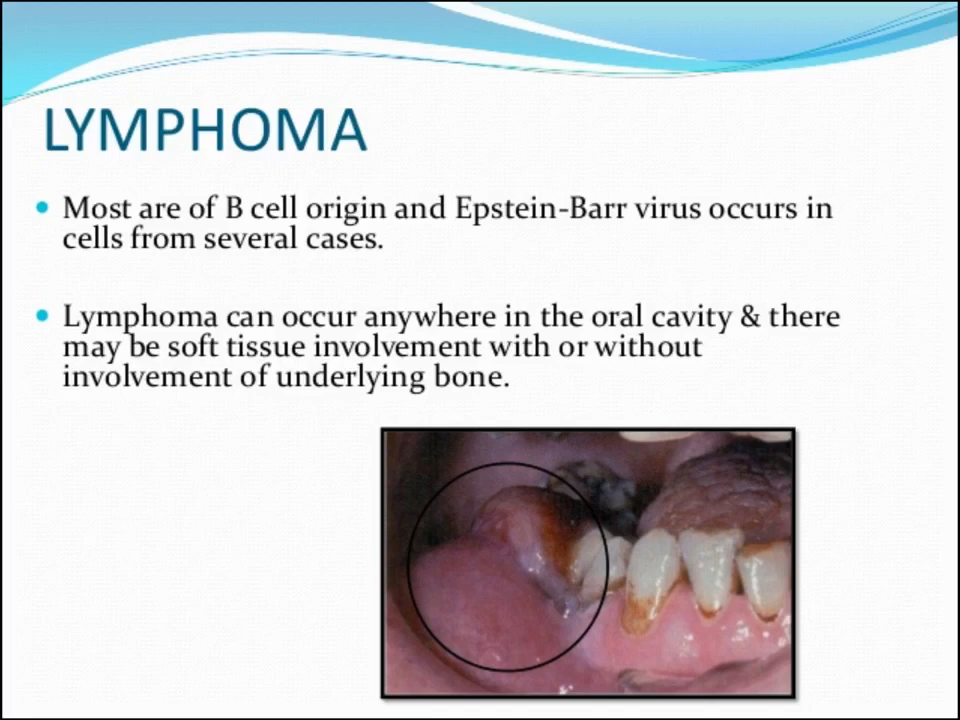 LYMPHOMA
Most are of B cell origin and Epstein-Barr virus occurs in
cells from several cases.
Lymphoma can occur anywhere in the oral cavity & there
may be soft tissue involvement with or without
involvement of underlying bone.